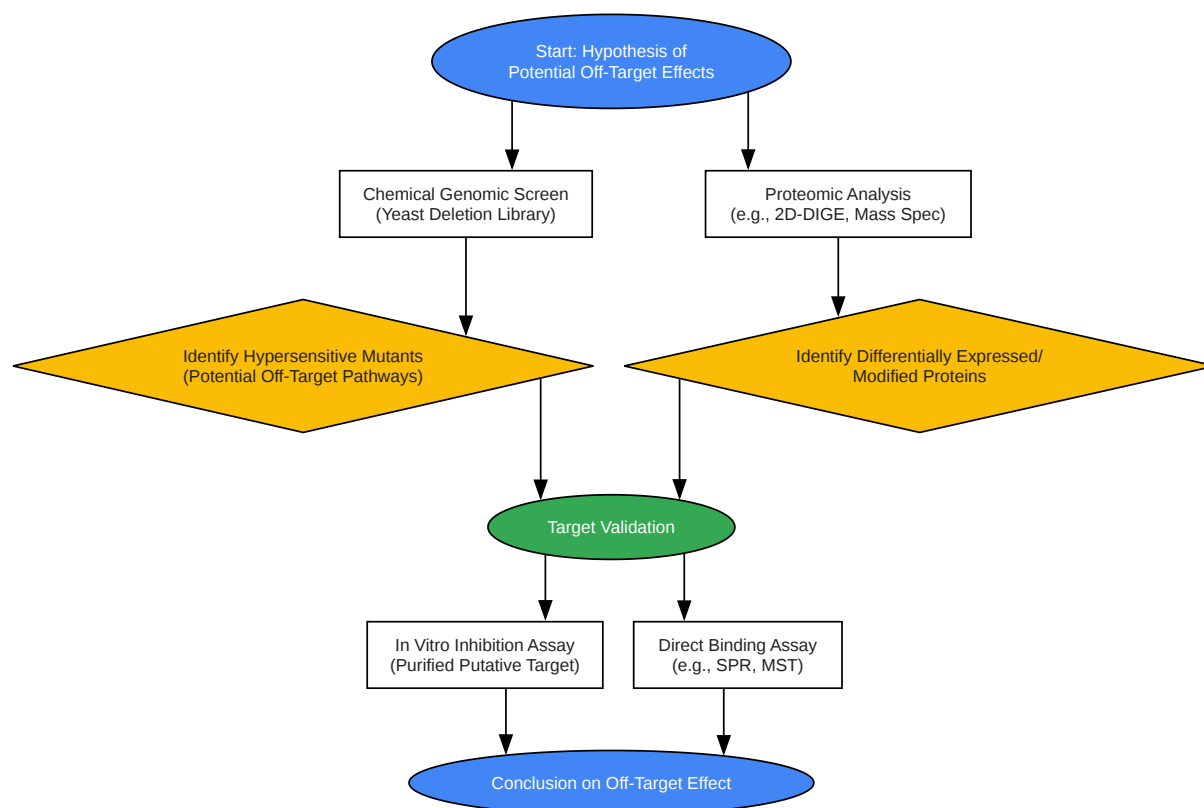 Start: Hypothesis of
Potential Off-Target Effects
Chemical Genomic Screen
(Yeast Deletion Library)
Proteomic Analysis
(e.g., 2D-DIGE, Mass Spec)
Identify Hypersensitive Mutants
(Potential Off-Target Pathways)
Identify Differentially Expressed/
Modified Proteins
Target Validation
In Vitro Inhibition Assay
(Purified Putative Target)
Direct Binding Assay
(e.g., SPR, MST)
Conclusion on Off-Target Effect